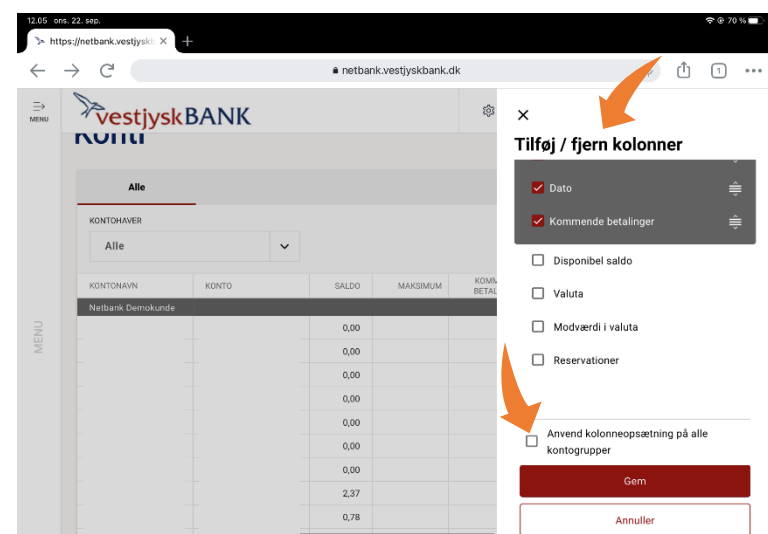 12.05 ons. 22. sep.
70 %
https://netbank.vestjyskb
netbank.vestjyskbank.dk
1
MENU
vestjyskBANK
Konti
Alle
KONTOHAVER
Alle
KONTONAVN KONTO SALDO MAKSIMUM
Netbank Demokunde
0,00
0,00
0,00
0,00
0,00
0,00
0,00
2,37
0,78
MENU
Tilføj / fjern kolonner
Dato
Kommende betalinger
Disponibel saldo
Valuta
Modværdi i valuta
Reservationer
Anvend kolonneopsætning på alle
kontogrupper
Gem
Annuller